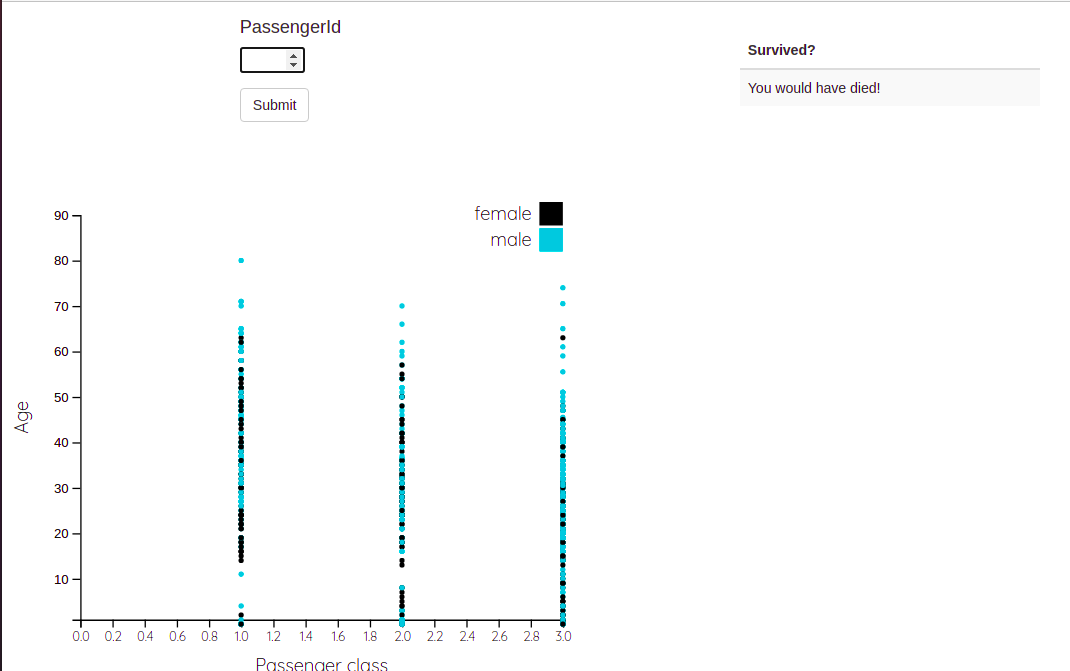 PassengerId
Submit
Survived?
You would have died!
female
male
90
80
70
60
50
40
30
20
10
Age
0.0 0.2 0.4 0.6 0.8 1.0 1.2 1.4 1.6 1.8 2.0 2.2 2.4 2.6 2.8 3.0
Passenger class